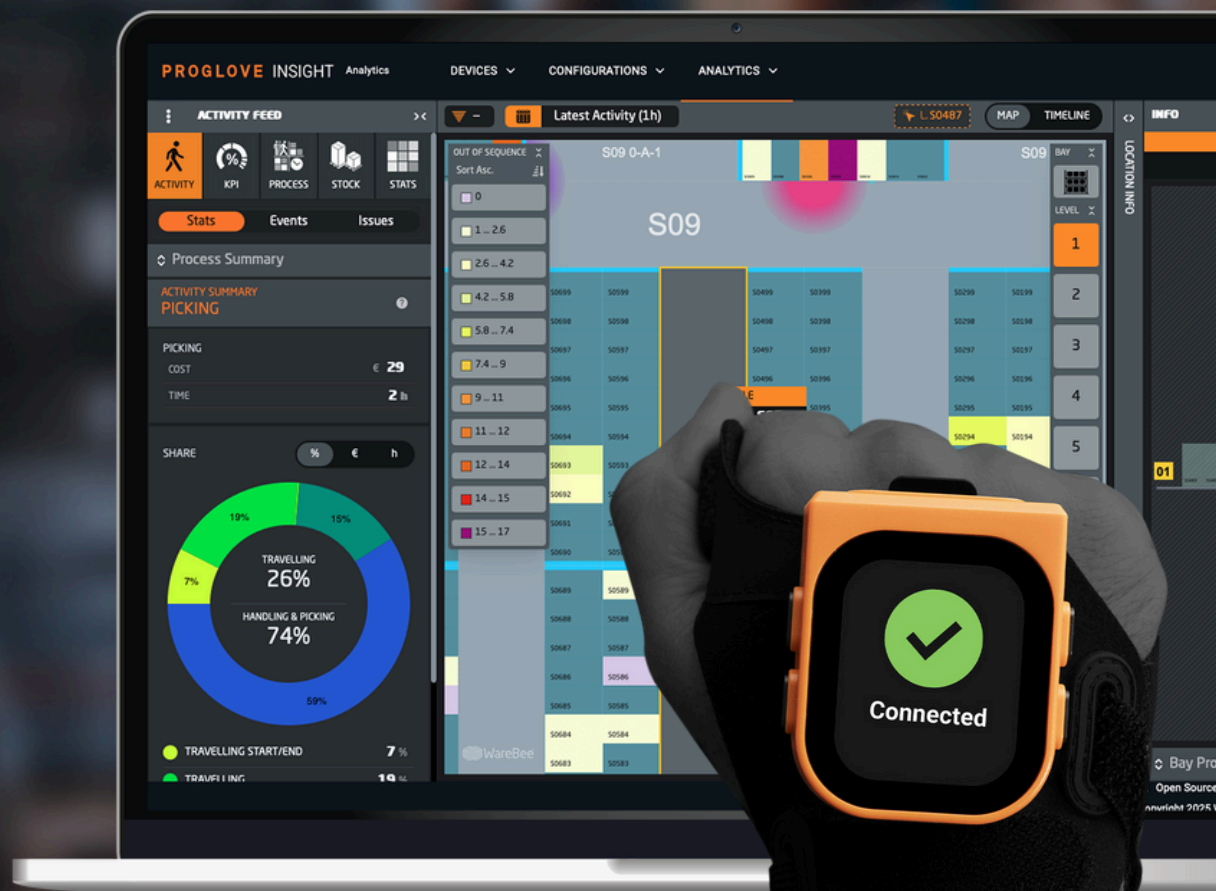 PROGLOVE INSIGHT Analytics
DEVICES
CONFIGURATIONS
ANALYTICS
ACTIVITY FEED
ACTIVITY
KPI
PROCESS
STOCK
STATS
Stats
Events
Issues
Process Summary
ACTIVITY SUMMARY
PICKING
?
PICKING
COST € 29
TIME 2 h
SHARE
% € h
19%
15%
7%
59%
TRAVELLING
26%
HANDLING & PICKING
74%
TRAVELLING START/END 7 %
TRAVELLING 19 %
Latest Activity (1h)
L S0487
MAP
TIMELINE
OUT OF SEQUENCE
Sort Asc.
0
1 ... 2.6
2.6 ... 4.2
4.2 ... 5.8
5.8 ... 7.4
7.4 ... 9
9 ... 11
11 ... 12
12 ... 14
14 ... 15
15 ... 17
S09 0-A-1
S09
S09
S0699 S0599 S0499 S0399 S0299 S0199
S0698 S0598 S0498 S0398 S0298 S0198
S0697 S0597 S0497 S0397 S0297 S0197
S0696 S0596 S0496 S0396 S0296 S0196
S0695 S0595 S0395 S0295 S0195
S0694 S0594 S0294 S0194
S0693 S0593
S0692
S0691
S0690
S0689 S0589
S0688 S0588
S0687 S0587
S0686 S0586
S0685 S0585
S0684 S0584
S0683 S0583
WareBee
BAY
LEVEL
1
2
3
4
5
LOCATION INFO
INFO
01
Bay Pro
Open Source
opyright 2025 W
Connected